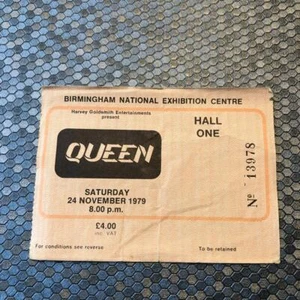 BIRMINGHAM NATIONAL EXHIBITION CENTRE
Harvey Goldsmith Entertainments
present
HALL
ONE
QUEEN
SATURDAY
24 NOVEMBER 1979
8.00 p.m.
£4.00
inc. VAT
Nº 13978
For conditions see reverse
To be retained